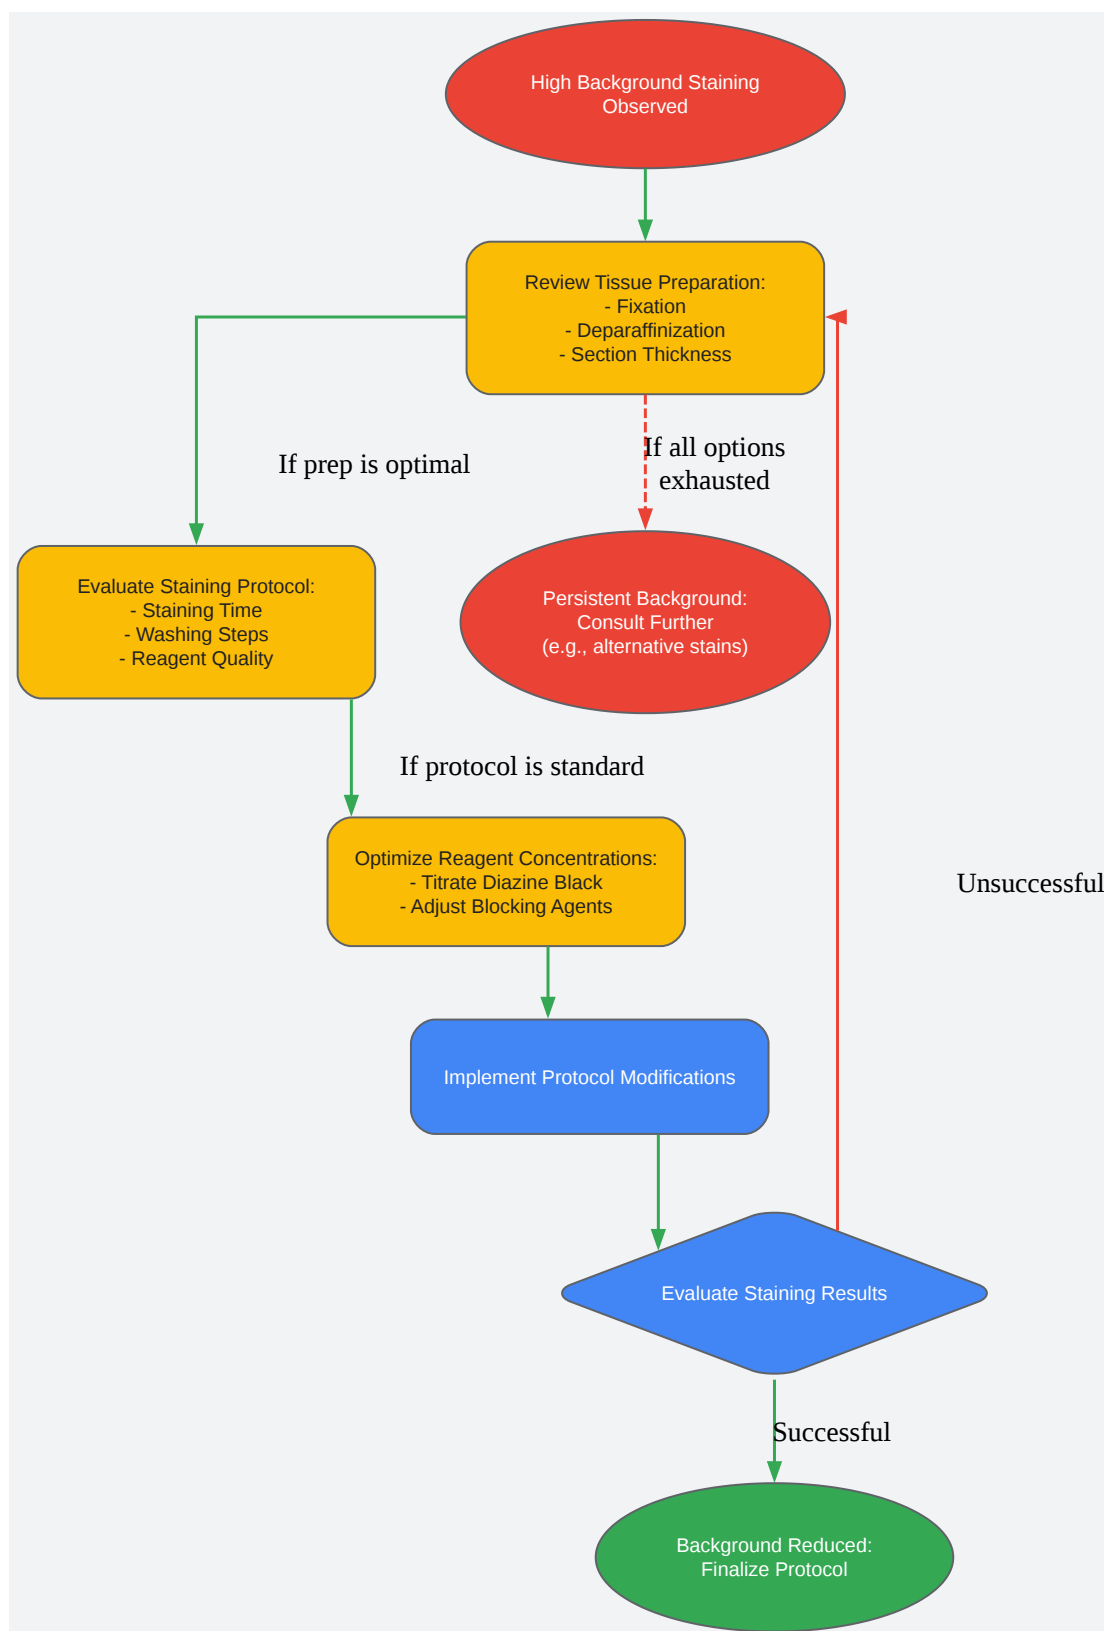 High Background Staining
Observed
Review Tissue Preparation:
- Fixation
- Deparaffinization
- Section Thickness
If prep is optimal
If all options
exhausted
Evaluate Staining Protocol:
- Staining Time
- Washing Steps
- Reagent Quality
Persistent Background:
Consult Further
(e.g., alternative stains)
If protocol is standard
Optimize Reagent Concentrations:
- Titrate Diazine Black
- Adjust Blocking Agents
Unsuccessful
Implement Protocol Modifications
Evaluate Staining Results
Successful
Background Reduced:
Finalize Protocol